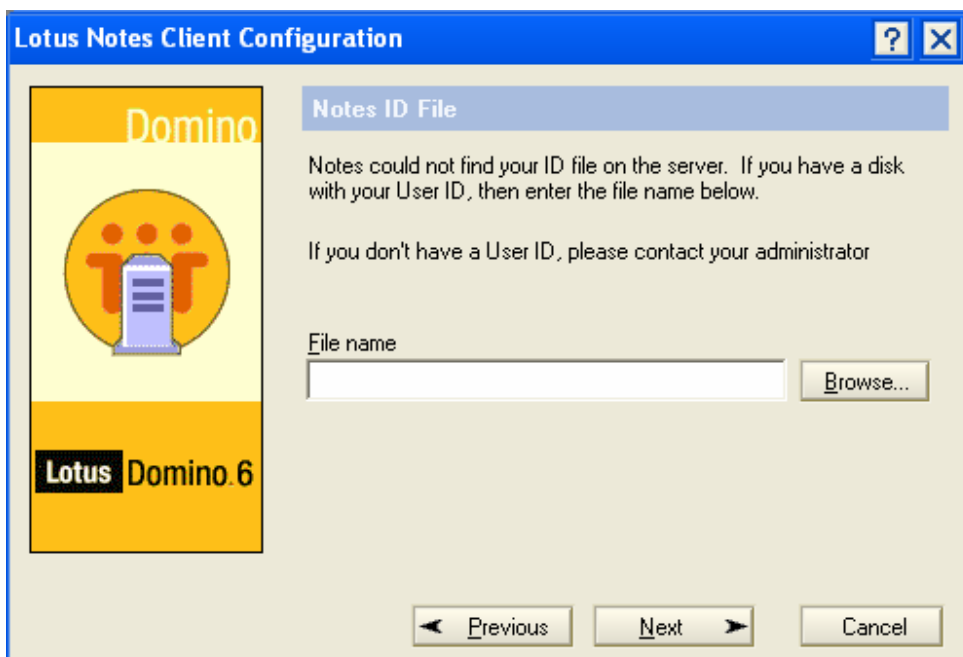 Lotus Notes Client Configuration
?
Domino
Notes ID File
Notes could not find your ID file on the server. If you have a disk
with your User ID, then enter the file name below.
If you don't have a User ID, please contact your administrator
File name
Browse...
Lotus Domino.6
Previous
Next
Cancel